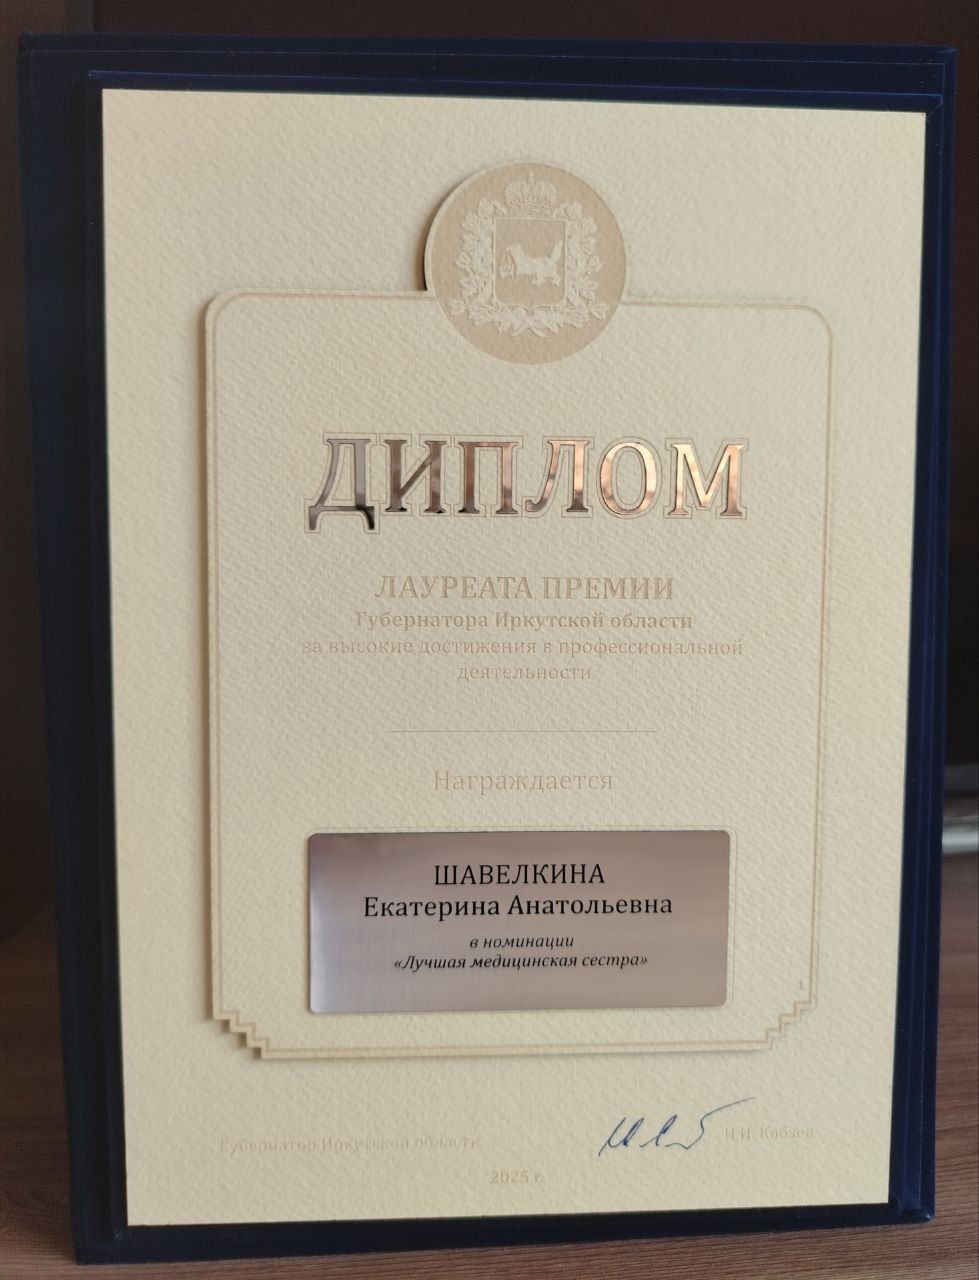 ДИПЛОМ
ЛАУРЕАТА ПРЕМИИ
Губернатора Иркутской области
за высокие достижения в профессиональной
деятельности
Награждается
ШАВЕЛКИНА
Екатерина Анатольевна
в номинации
«Лучшая медицинская сестра»
Губернатор Иркутской области
И.И. Кобзев
2025 г.